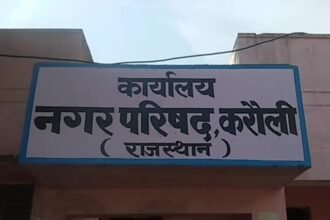 कार्यालय
नगर परिषद, करौली
( राजस्थान )